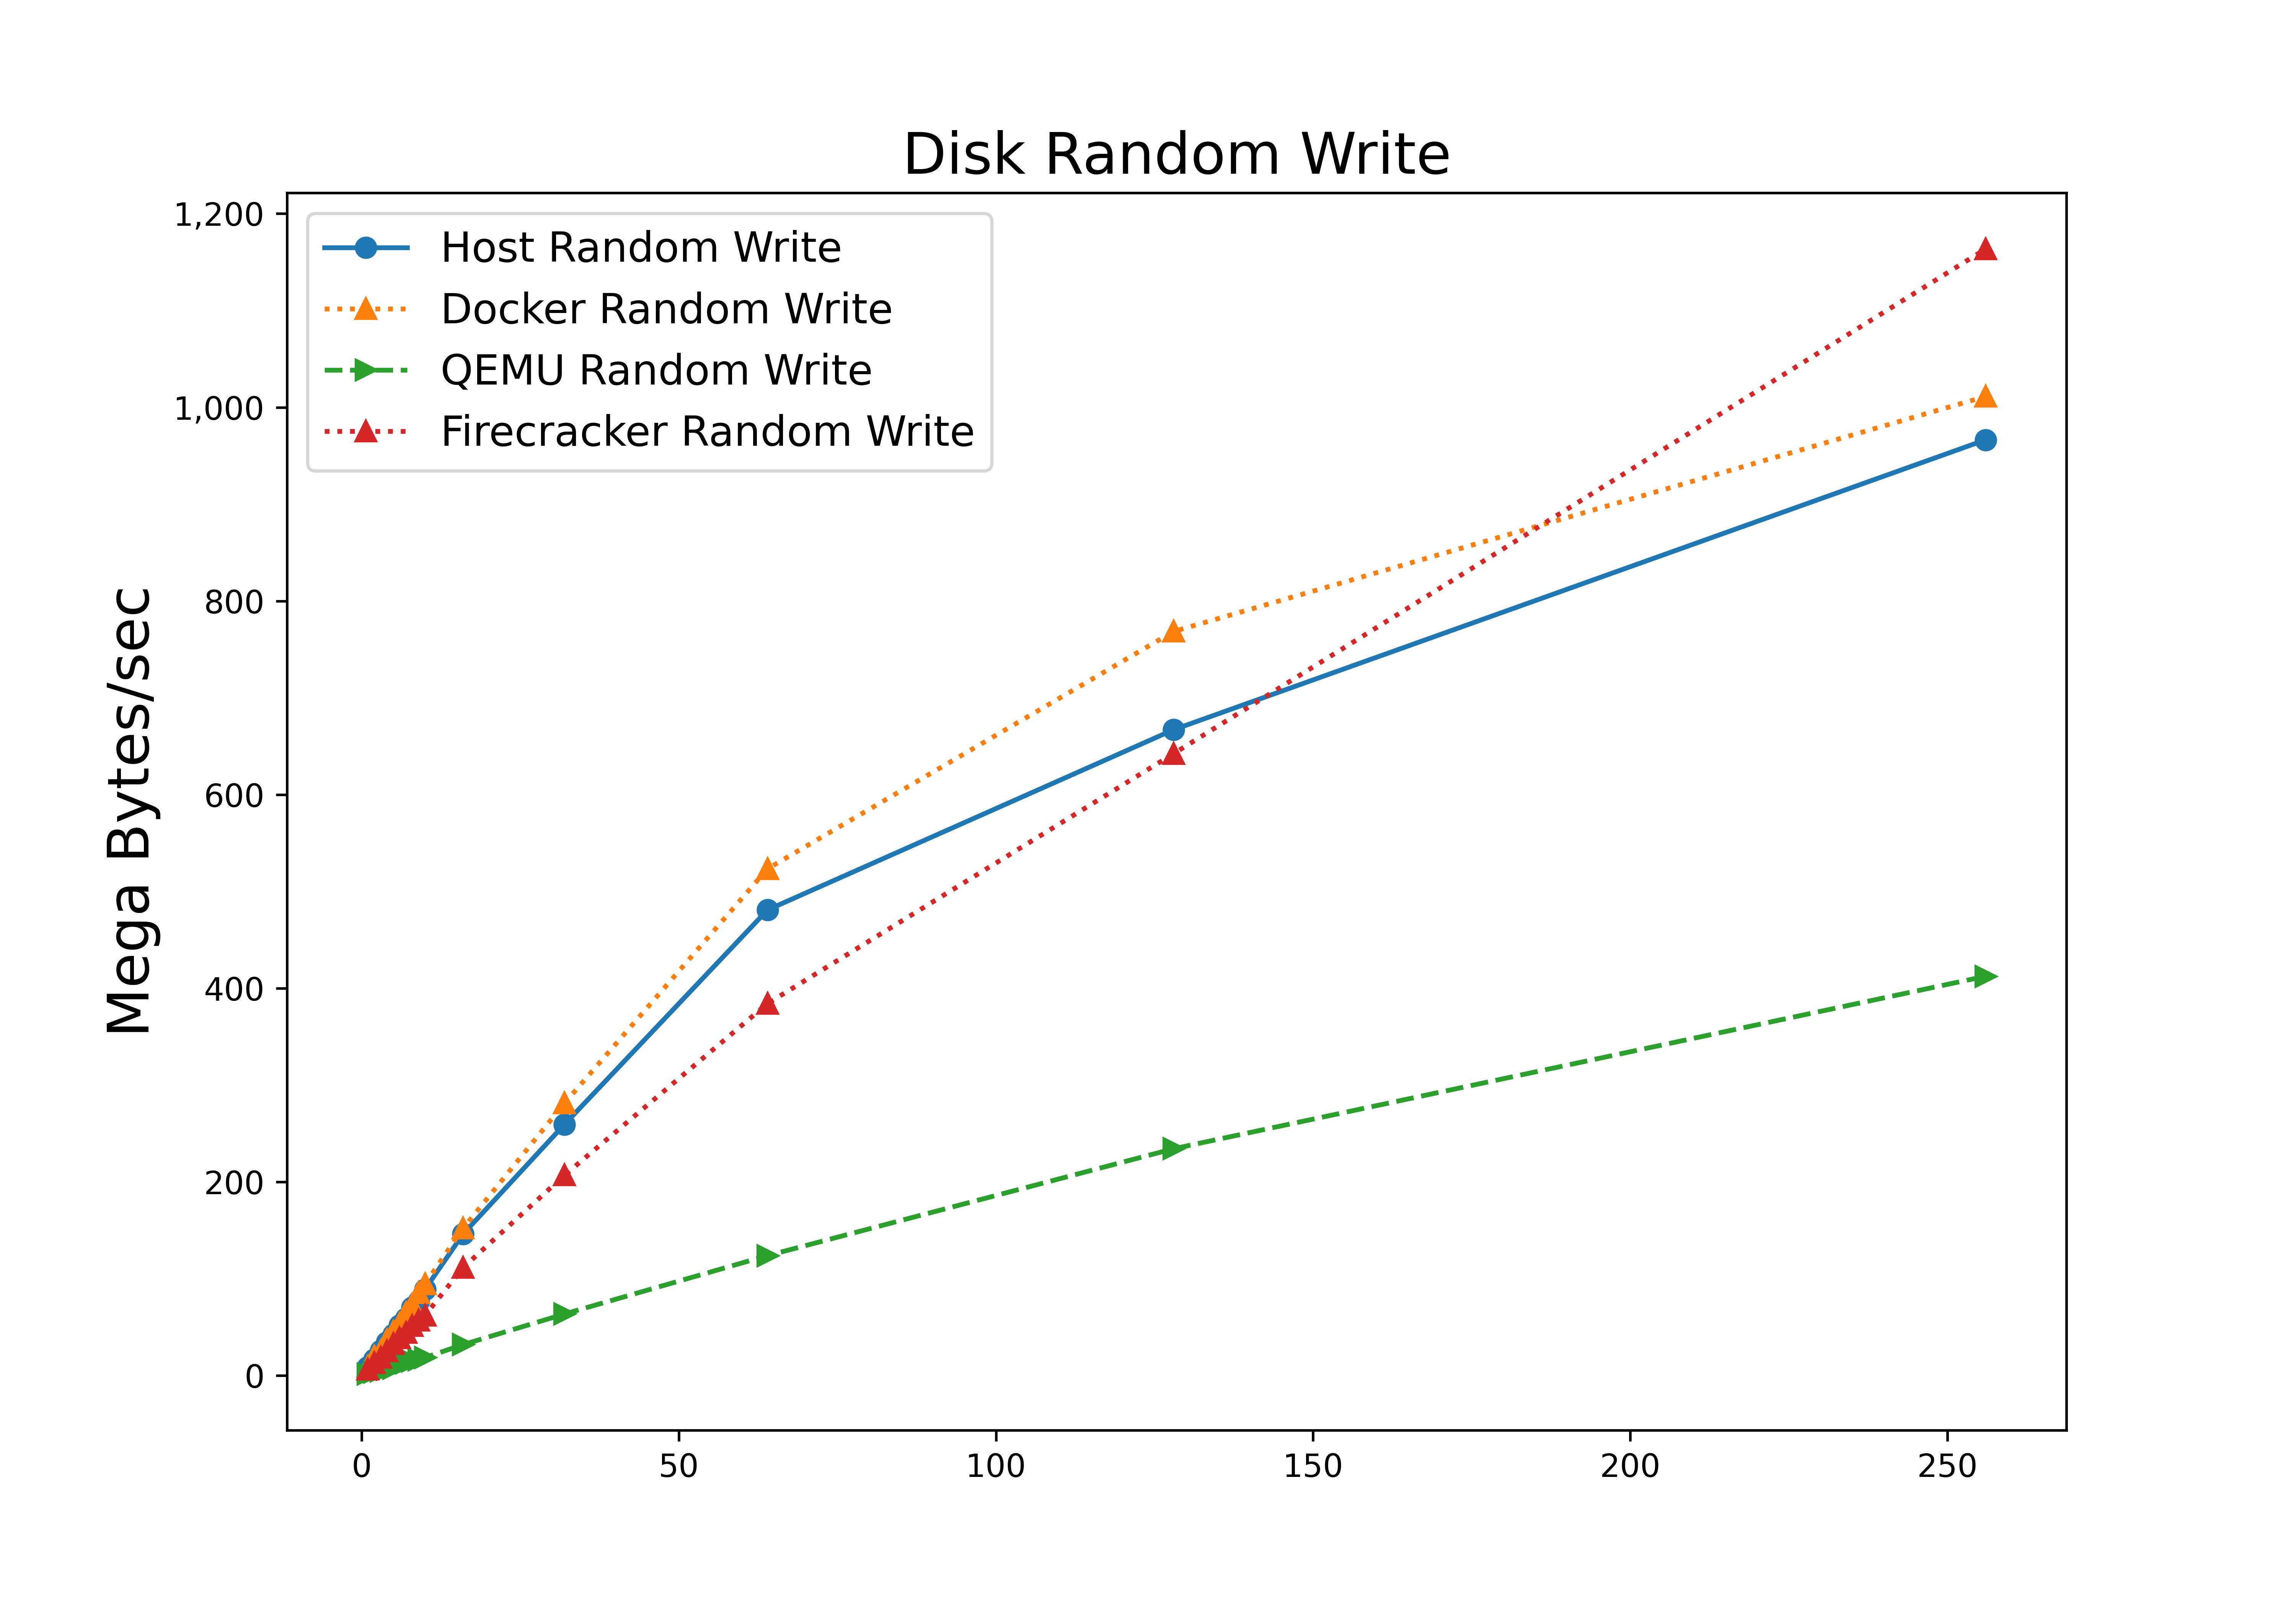 Disk Random Write
1,200
1,000
800
600
400
200
0
Mega Bytes/sec
Host Random Write
Docker Random Write
QEMU Random Write
Firecracker Random Write
0 50 100 150 200 250